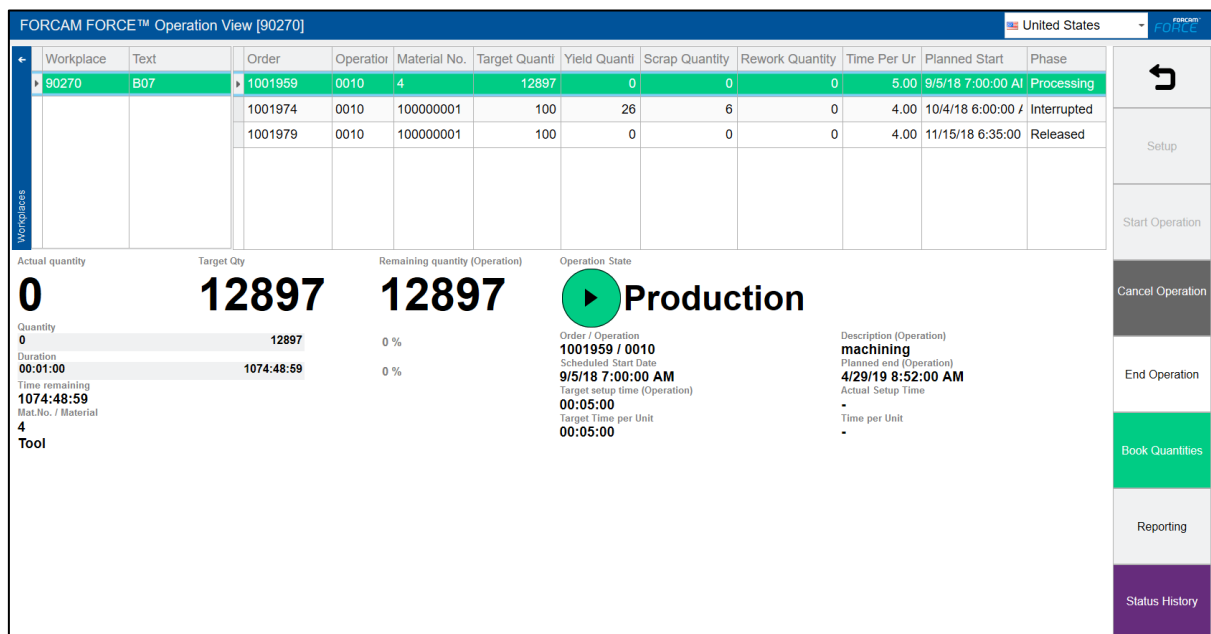 FORCAM FORCE™ Operation View [90270] United States FORCAM FORCE
Workplace Text Order Operation Material No. Target Quanti Yield Quanti Scrap Quantity Rework Quantity Time Per Ur Planned Start Phase
90270 B07 1001959 0010 4 12897 0 0 0 5.00 9/5/18 7:00:00 AM Processing
1001974 0010 100000001 100 26 6 0 4.00 10/4/18 6:00:00 A Interrupted
1001979 0010 100000001 100 0 0 0 4.00 11/15/18 6:35:00 Released
Workplaces
Setup
Start Operation
Cancel Operation
End Operation
Book Quantities
Reporting
Status History
Actual quantity Target Qty Remaining quantity (Operation) Operation State
0 12897 12897 Production
Quantity
0 12897 0 %
Duration
00:01:00 1074:48:59 0 %
Time remaining
1074:48:59
Mat.No. / Material
4
Tool
Order / Operation Description (Operation)
1001959 / 0010 machining
Scheduled Start Date Planned end (Operation)
9/5/18 7:00:00 AM 4/29/19 8:52:00 AM
Target setup time (Operation) Actual Setup Time
00:05:00 -
Target Time per Unit Time per Unit
00:05:00 -